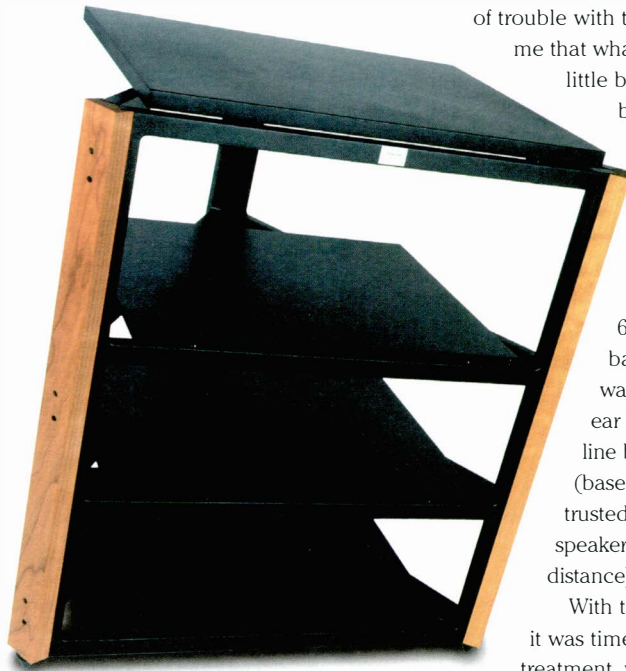 of trouble with t
me that wha
little b
b
6
ba
wa
ear
line b
(base
trusted
speaker
distance)
With t
it was time
treatment,